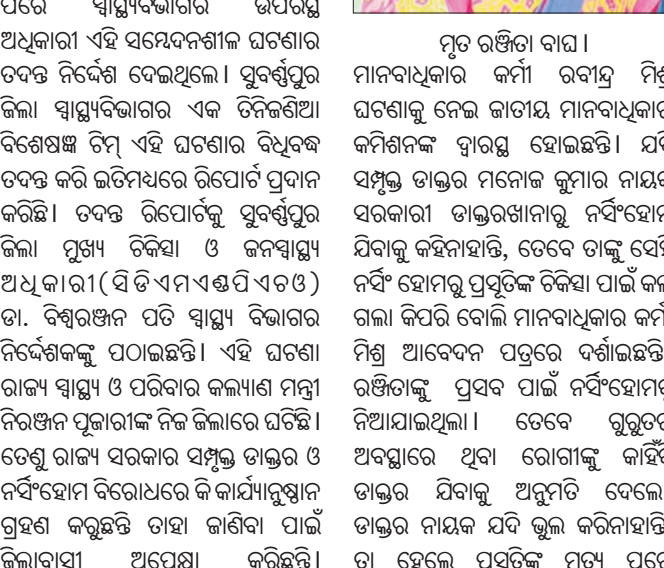 ପରେ ସ୍ୱାସ୍ଥ୍ୟବିଭାଗର ଉପରିସ୍ଥ
ଅଧିକାରୀ ଏହି ସମ୍ବେଦନଶୀଳ ଘଟଣାର
ତଦନ୍ତ ନିର୍ଦ୍ଦେଶ ଦେଇଥିଲେ। ସୁବର୍ଣ୍ଣପୁର
ଜିଲା ସ୍ୱାସ୍ଥ୍ୟବିଭାଗର ଏକ ତିନିଜଣିଆ
ବିଶେଷଜ୍ଞ ଟିମ୍ ଏହି ଘଟଣାର ବିଧିବଦ୍ଧ
ତଦନ୍ତ କରି ଇତିମଧ୍ୟରେ ରିପୋର୍ଟ ପ୍ରଦାନ
କରିଛି। ତଦନ୍ତ ରିପୋର୍ଟକୁ ସୁବର୍ଣ୍ଣପୁର
ଜିଲା ମୁଖ୍ୟ ଚିକିତ୍ସା ଓ ଜନସ୍ୱାସ୍ଥ୍ୟ
ଅଧିକାରୀ(ସିଡିଏମଏଣ୍ଡପିଏଚଓ)
ଡା. ବିଶ୍ୱରଞ୍ଜନ ପତି ସ୍ୱାସ୍ଥ୍ୟ ବିଭାଗର
ନିର୍ଦ୍ଦେଶକଙ୍କୁ ପଠାଇଛନ୍ତି। ଏହି ଘଟଣା
ରାଜ୍ୟ ସ୍ୱାସ୍ଥ୍ୟ ଓ ପରିବାର କଲ୍ୟାଣ ମନ୍ତ୍ରୀ
ନିରଞ୍ଜନ ପୂଜାରୀଙ୍କ ନିଜ ଜିଲାରେ ଘଟିଛି।
ତେଣୁ ରାଜ୍ୟ ସରକାର ସମ୍ପୃକ୍ତ ଡାକ୍ତର ଓ
ନର୍ସିଂହୋମ ବିରୋଧରେ କି କାର୍ଯ୍ୟାନୁଷ୍ଠାନ
ଗ୍ରହଣ କରୁଛନ୍ତି ତାହା ଜାଣିବା ପାଇଁ
ଜିଲାବାସୀ ଅପେକ୍ଷା କରିଛନ୍ତି।
ମୃତ ରଞ୍ଜିତା ବାଘ।
ମାନବାଧିକାର କର୍ମୀ ରବୀନ୍ଦ୍ର ମିଶ୍ର
ଘଟଣାକୁ ନେଇ ଜାତୀୟ ମାନବାଧିକାର
କମିଶନଙ୍କ ଦ୍ୱାରସ୍ଥ ହୋଇଛନ୍ତି। ଯଦି
ସମ୍ପୃକ୍ତ ଡାକ୍ତର ମନୋଜ କୁମାର ନାୟକ
ସରକାରୀ ଡାକ୍ତରଖାନାରୁ ନର୍ସିଂହୋମ
ଯିବାକୁ କହିନାହାନ୍ତି, ତେବେ ତାଙ୍କୁ ସେହି
ନର୍ସିଂ ହୋମରୁ ପ୍ରସୂତିଙ୍କ ଚିକିତ୍ସା ପାଇଁ କଲ
ଗଲା କିପରି ବୋଲି ମାନବାଧିକାର କର୍ମୀ
ମିଶ୍ର ଆବେଦନ ପତ୍ରରେ ଦର୍ଶାଇଛନ୍ତି
ରଞ୍ଜିତାଙ୍କୁ ପ୍ରସବ ପାଇଁ ନର୍ସିଂହୋମକୁ
ନିଆଯାଇଥିଲା। ତେବେ ଗୁରୁତର
ଅବସ୍ଥାରେ ଥିବା ରୋଗୀଙ୍କୁ କାହିଁକି
ଡାକ୍ତର ଯିବାକୁ ଅନୁମତି ଦେଲେ
ଡାକ୍ତର ନାୟକ ଯଦି ଭୁଲ କରିନାହାନ୍ତି
ତା ହେଲେ ପ୍ରସୂତିଙ୍କ ମୃତ୍ୟୁ ପରେ